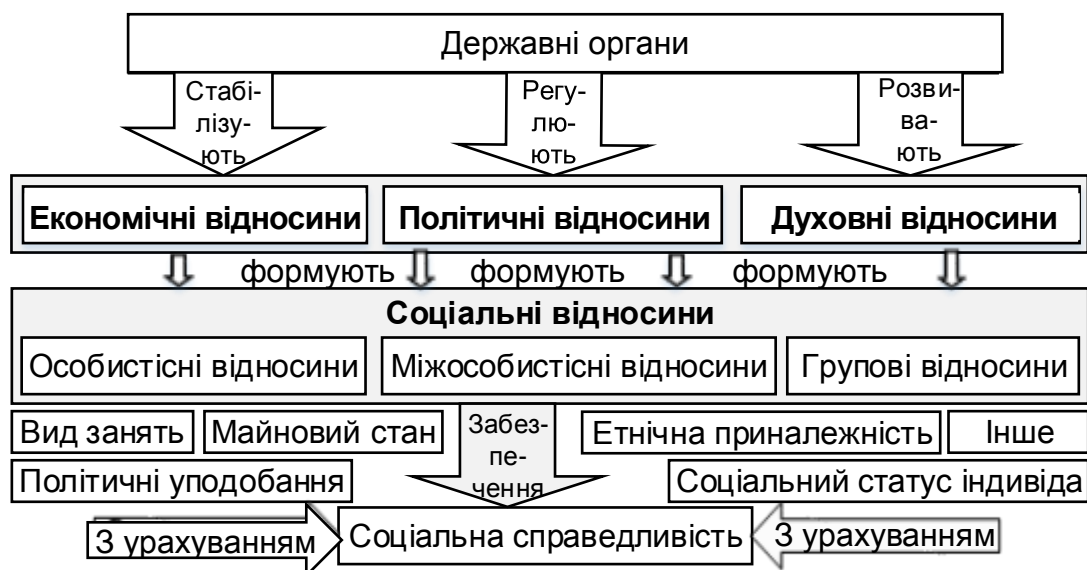 Державні органи
Стабі-
лізу-
ють
Регу-
лю-
ють
Розви-
ва-
ють
Економічні відносини
Політичні відносини
Духовні відносини
формують
формують
формують
Соціальні відносини
Особистісні відносини
Міжособистісні відносини
Групові відносини
Вид занять
Майновий стан
Забез-
пе-
чення
Етнічна приналежність
Інше
Політичні уподобання
Соціальний статус індивіда
З урахуванням
Соціальна справедливість
З урахуванням